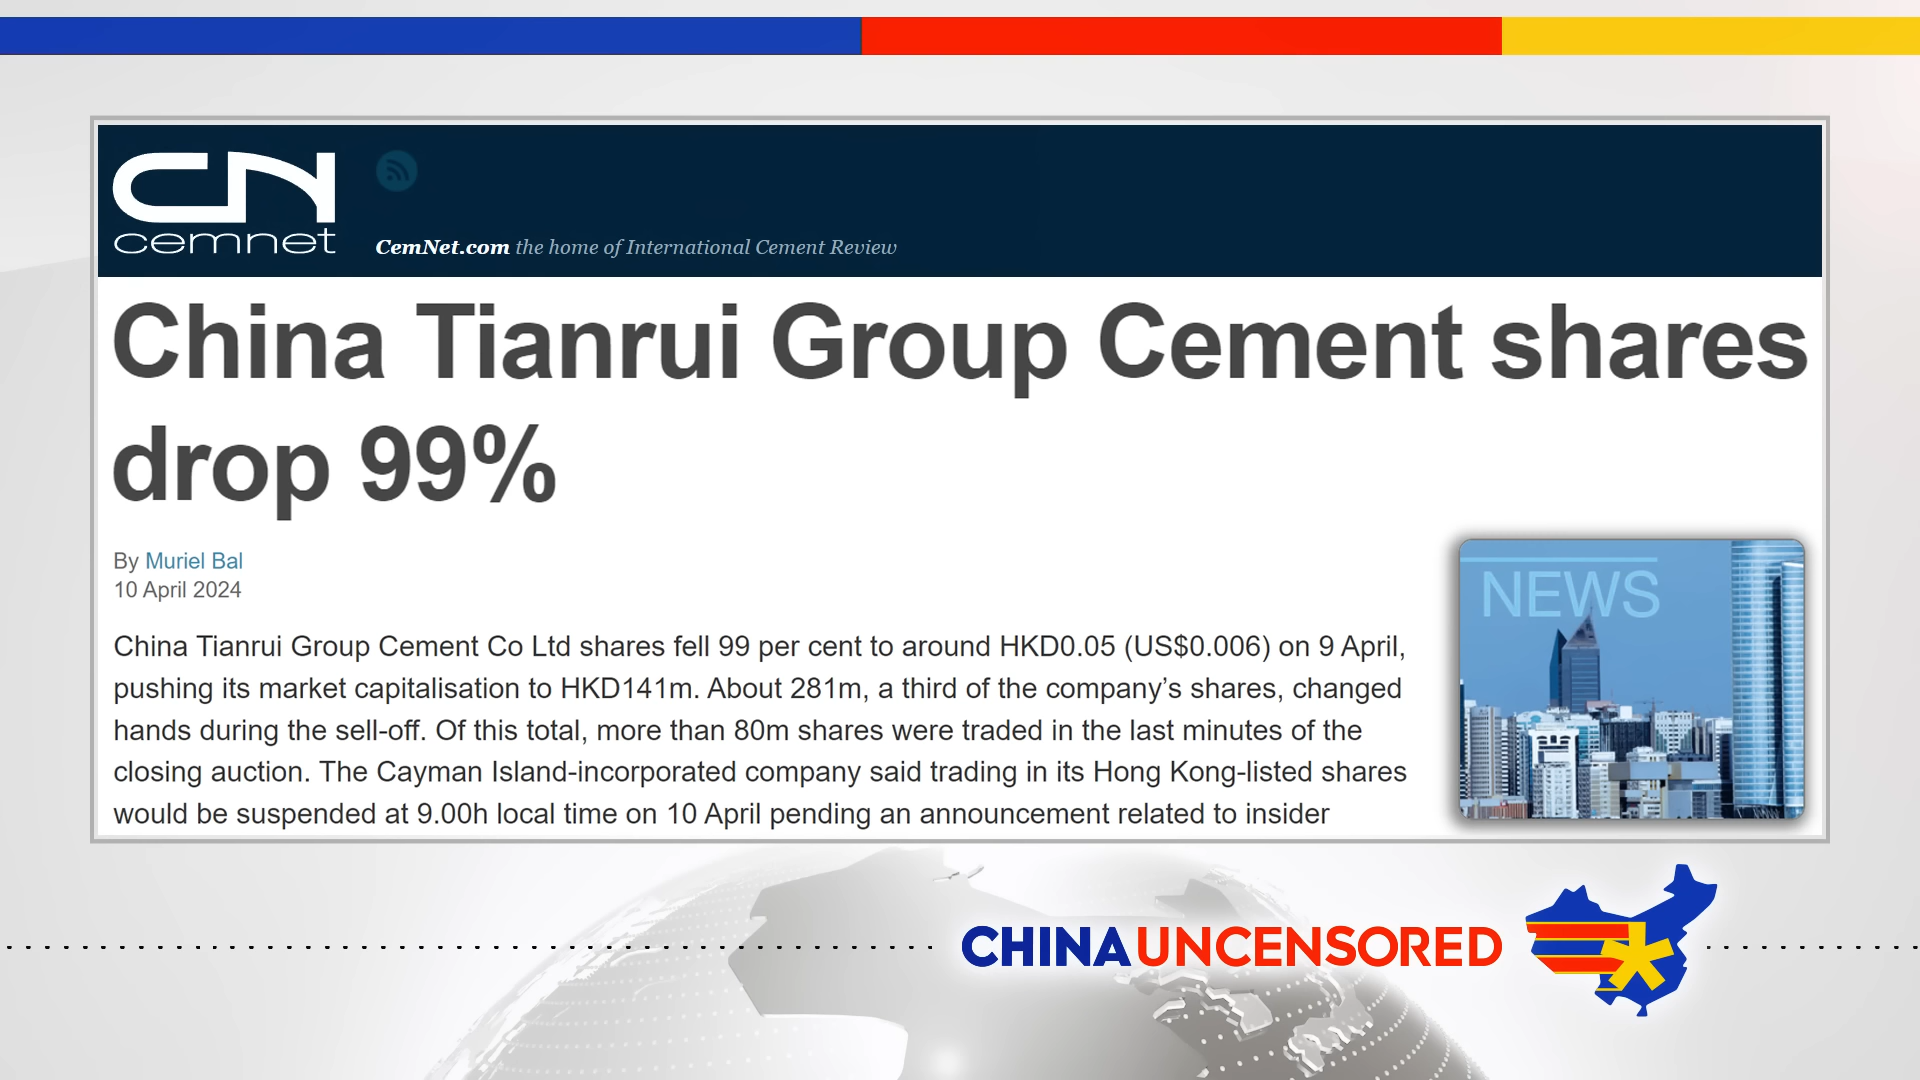 CN
cemnet
CemNet.com the home of International Cement Review
China Tianrui Group Cement shares
drop 99%
By Muriel Bal
10 April 2024
NEWS
China Tianrui Group Cement Co Ltd shares fell 99 per cent to around HKD0.05 (US$0.006) on 9 April,
pushing its market capitalisation to HKD141m. About 281m, a third of the company’s shares, changed
hands during the sell-off. Of this total, more than 80m shares were traded in the last minutes of the
closing auction. The Cayman Island-incorporated company said trading in its Hong Kong-listed shares
would be suspended at 9.00h local time on 10 April pending an announcement related to insider
CHINA UNCENSORED